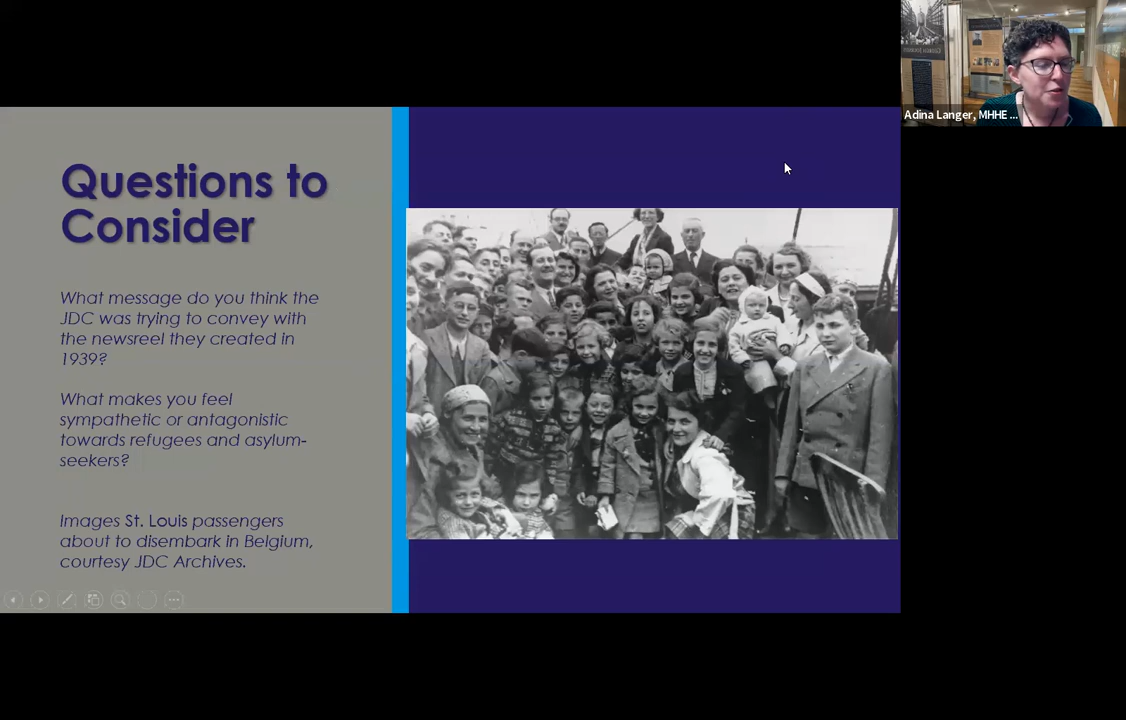 Questions to
Consider
What message do you think the
JDC was trying to convey with
the newsreel they created in
1939?
What makes you feel
sympathetic or antagonistic
towards refugees and asylum-
seekers?
Images St. Louis passengers
about to disembark in Belgium,
courtesy JDC Archives.
Adina Langer, MHHE ...